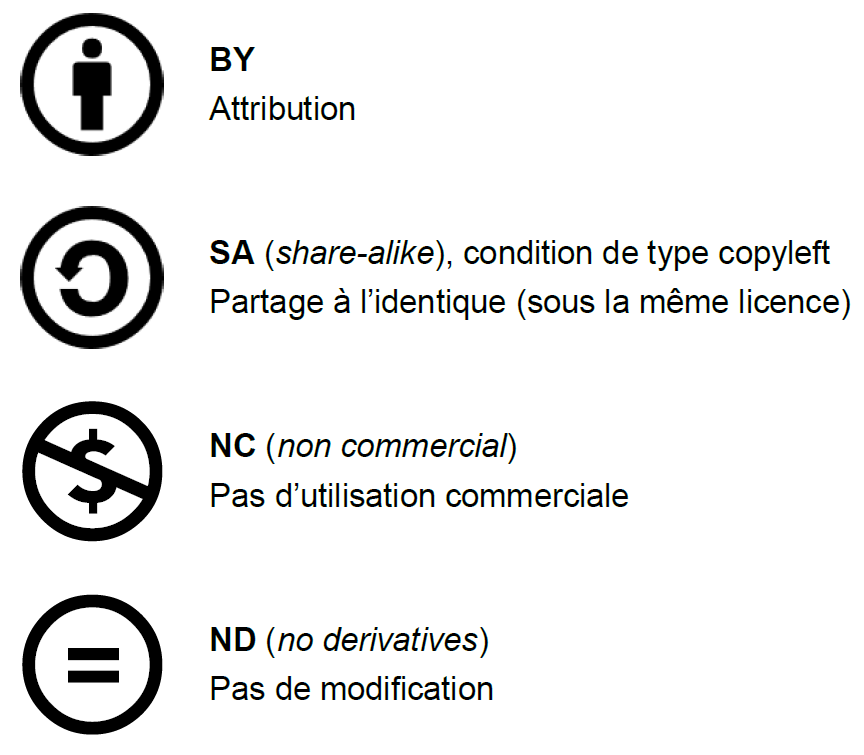 BY
Attribution
SA (share-alike), condition de type copyleft
Partage à l’identique (sous la même licence)
NC (non commercial)
Pas d’utilisation commerciale
ND (no derivatives)
Pas de modification